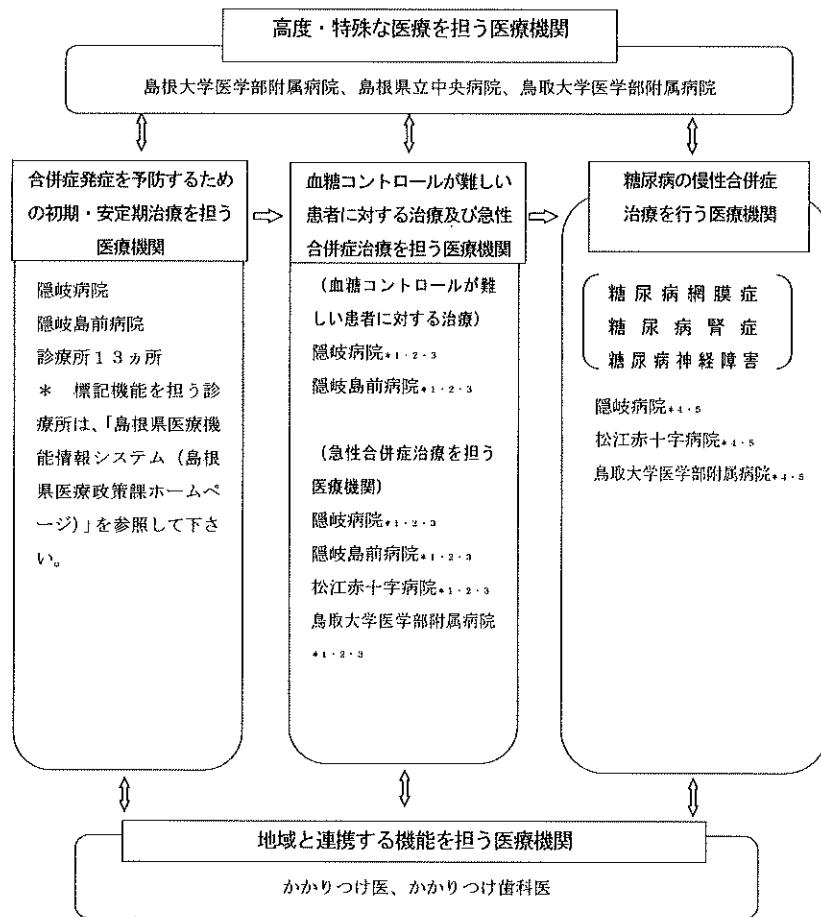 高度・特殊な医療を担う医療機関
島根大学医学部附属病院、島根県立中央病院、鳥取大学医学部附属病院
合併症発症を予防するため
の初期・安定期治療を担う
医療機関
隠岐病院
隠岐島前病院
診療所13ヵ所
* 標記機能を担う診
療所は、「島根県医療機
能情報システム(島根
県医療政策課ホームペ
ージ)」を参照して下さ
い。
血糖コントロールが難しい
患者に対する治療及び急性
合併症治療を担う医療機関
(血糖コントロールが難
しい患者に対する治療)
隠岐病院*1・2・3
隠岐島前病院*1・2・3
(急性合併症治療を担う
医療機関)
隠岐病院*1・2・3
隠岐島前病院*1・2・3
松江赤十字病院*1・2・3
鳥取大学医学部附属病院
*1・2・3
糖尿病の慢性合併症
治療を行う医療機関
糖尿病網膜症
糖尿病腎症
糖尿病神経障害
隠岐病院*4・5
松江赤十字病院*4・5
鳥取大学医学部附属病院*4・5
地域と連携する機能を担う医療機関
かかりつけ医、かかりつけ歯科医